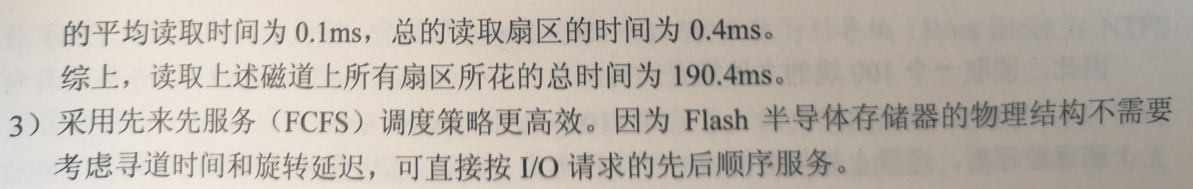 的平均读取时间为 0.1ms，总的读取扇区的时间为 0.4ms。
综上，读取上述磁道上所有扇区所花的总时间为 190.4ms。
3）采用先来先服务（FCFS）调度策略更高效。因为 Flash 半导体存储器的物理结构不需要
考虑寻道时间和旋转延迟，可直接按 I/O 请求的先后顺序服务。